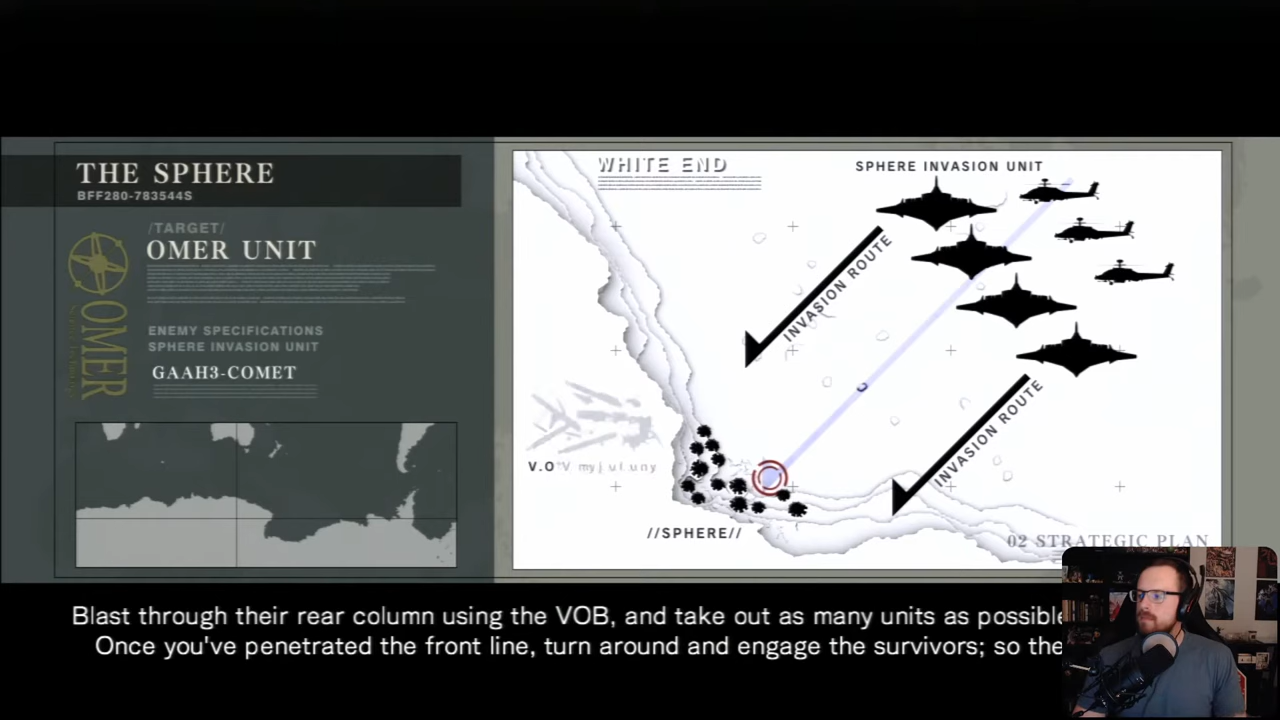 THE SPHERE
BFF280-783544S
/TARGET/
OMER UNIT
OMER
ENEMY SPECIFICATIONS
SPHERE INVASION UNIT
GAAH3-COMET
WHITE END
SPHERE INVASION UNIT
INVASION ROUTE
INVASION ROUTE
//SPHERE//
02 STRATEGIC PLAN
Blast through their rear column using the VOB, and take out as many units as possible
Once you've penetrated the front line, turn around and engage the survivors; so the